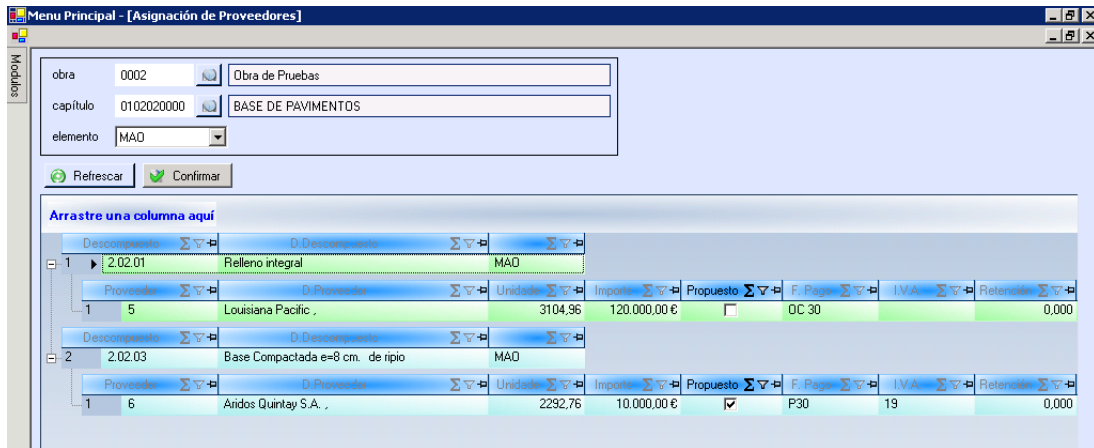 Menu Principal - [Asignación de Proveedores]
Modulos
obra 0002 Obra de Pruebas
capítulo 0102020000 BASE DE PAVIMENTOS
elemento MAO
Refrescar Confirmar
Arrastre una columna aquí
Descompuesto D.Descompuesto
1 2.02.01 Relleno integral MAO
Proveedor D.Proveedor Unidade Importe Propuesto F. Pago I.V.A. Retención
1 5 Louisiana Pacific , 3104,96 120.000,00 € OC 30 0,000
Descompuesto D.Descompuesto
2 2.02.03 Base Compactada e=8 cm. de ripio MAO
Proveedor D.Proveedor Unidade Importe Propuesto F. Pago I.V.A. Retención
1 6 Aridos Quintay S.A. , 2292,76 10.000,00 € P30 19 0,000